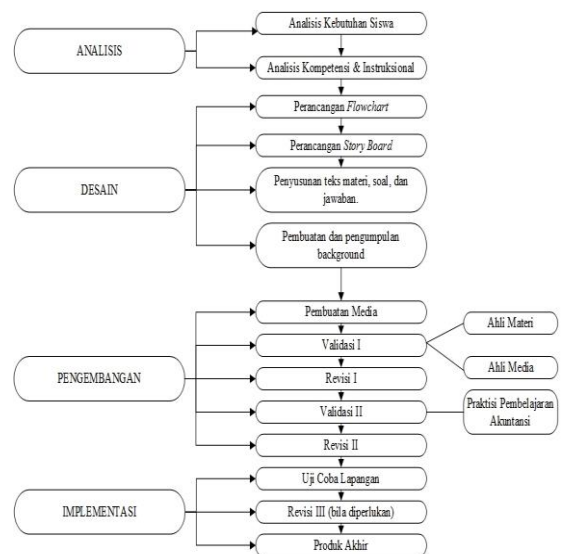 ANALISIS
Analisis Kebutuhan Siswa
Analisis Kompetensi & Instruksional
DESAIN
Perancangan Flowchart
Perancangan Story Board
Penyusunan teks materi, soal, dan
jawaban.
Pembuatan dan pengumpulan
background
PENGEMBANGAN
Pembuatan Media
Validasi I
Ahli Materi
Ahli Media
Revisi I
Validasi II
Praktisi Pembelajaran
Akuntansi
Revisi II
IMPLEMENTASI
Uji Coba Lapangan
Revisi III (bila diperlukan)
Produk Akhir